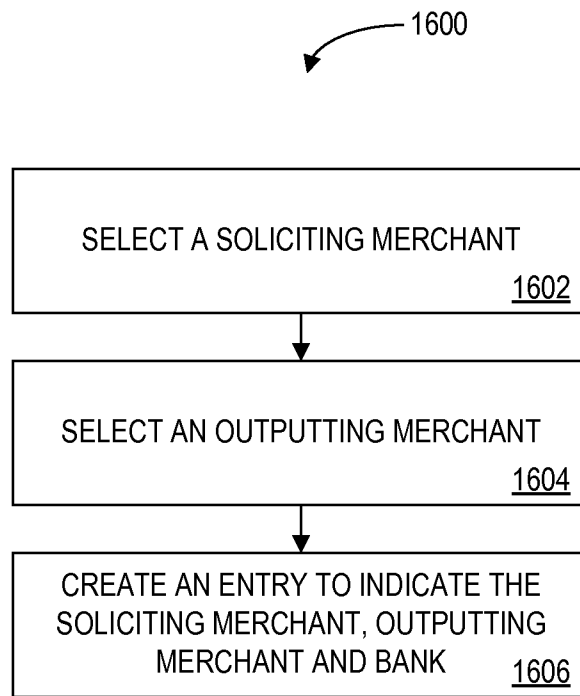 1600
SELECT A SOLICITING MERCHANT
1602
SELECT AN OUTPUTTING MERCHANT
1604
CREATE AN ENTRY TO INDICATE THE
SOLICITING MERCHANT, OUTPUTTING
MERCHANT AND BANK
1606